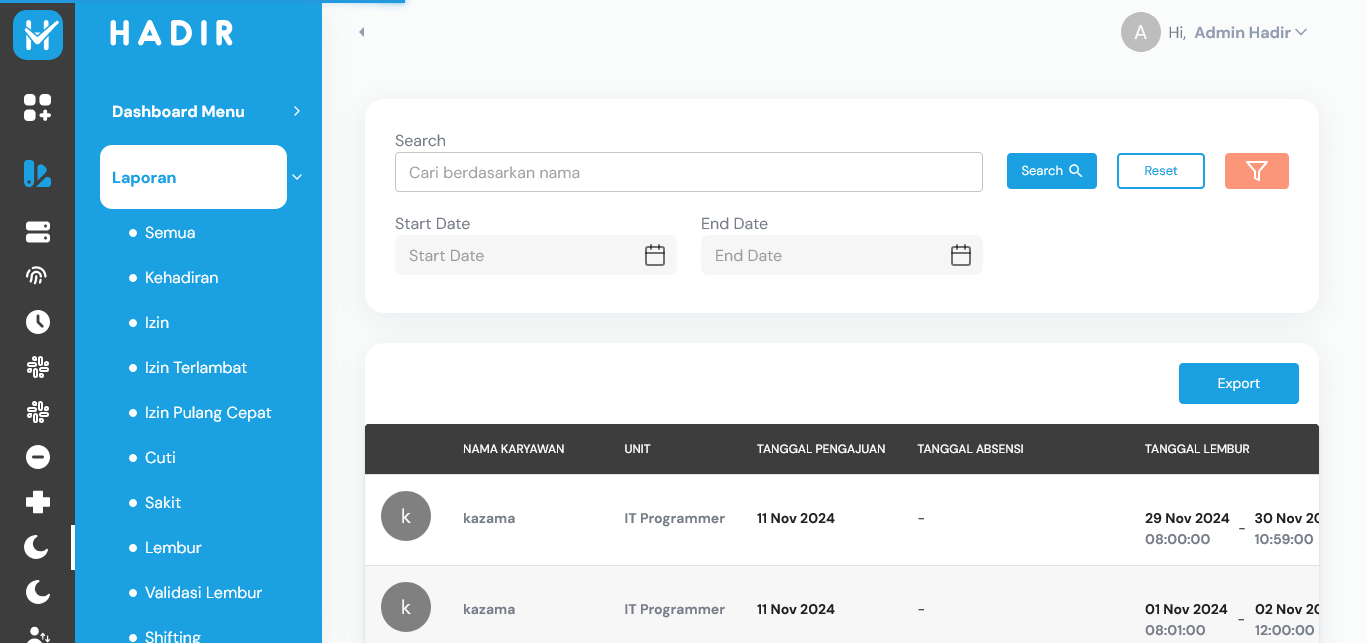 HADIR
Dashboard Menu
Laporan
Semua
Kehadiran
Izin
Izin Terlambat
Izin Pulang Cepat
Cuti
Sakit
Lembur
Validasi Lembur
Shifting
A Hi, Admin Hadir
Search
Cari berdasarkan nama
Search Reset
Start Date End Date
Start Date End Date
Export
NAMA KARYAWAN UNIT TANGGAL PENGAJUAN TANGGAL ABSENSI TANGGAL LEMBUR
k kazama IT Programmer 11 Nov 2024 - 29 Nov 2024 - 30 Nov 20
08:00:00 10:59:00
k kazama IT Programmer 11 Nov 2024 - 01 Nov 2024 - 02 Nov 20
08:01:00 12:00:00